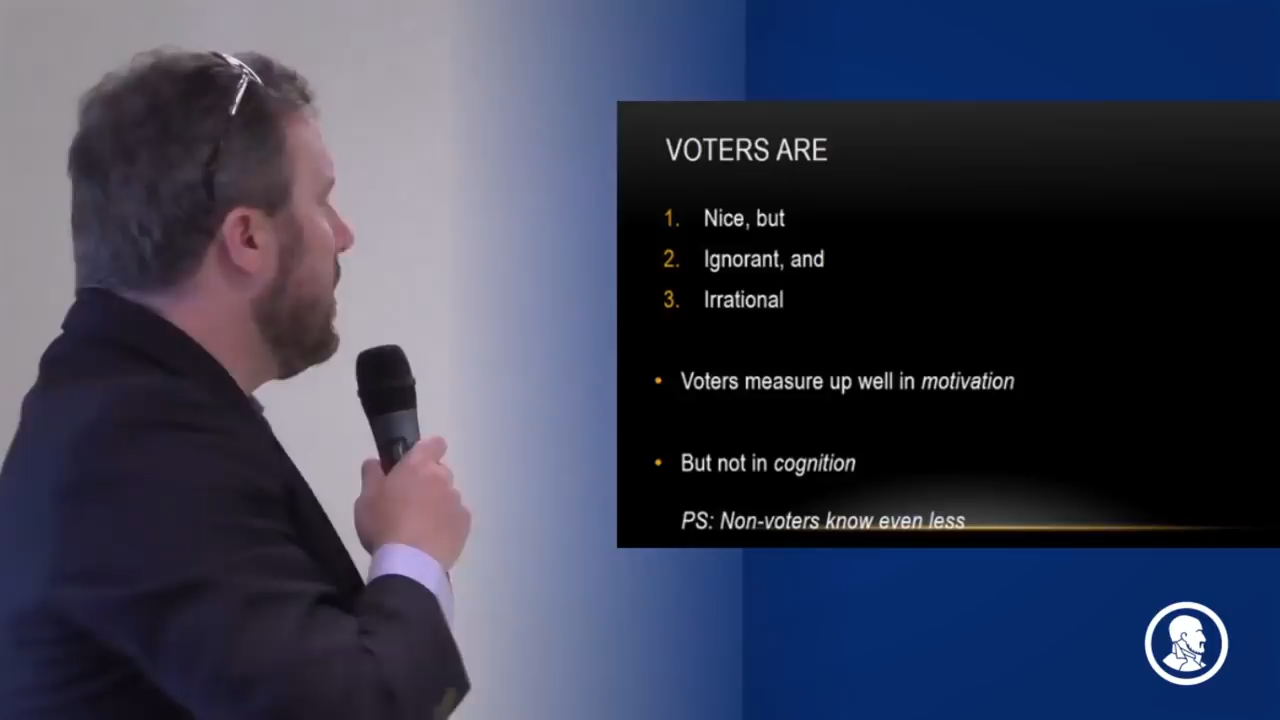 VOTERS ARE
1. Nice, but
2. Ignorant, and
3. Irrational
• Voters measure up well in motivation
• But not in cognition
PS: Non-voters know even less